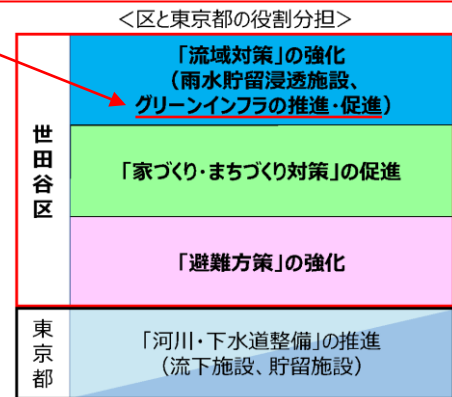 ＜区と東京都の役割分担＞
世田谷区
「流域対策」の強化
（雨水貯留浸透施設、
グリーンインフラの推進・促進）
「家づくり・まちづくり対策」の促進
「避難方策」の強化
東京都
「河川・下水道整備」の推進
（流下施設、貯留施設）